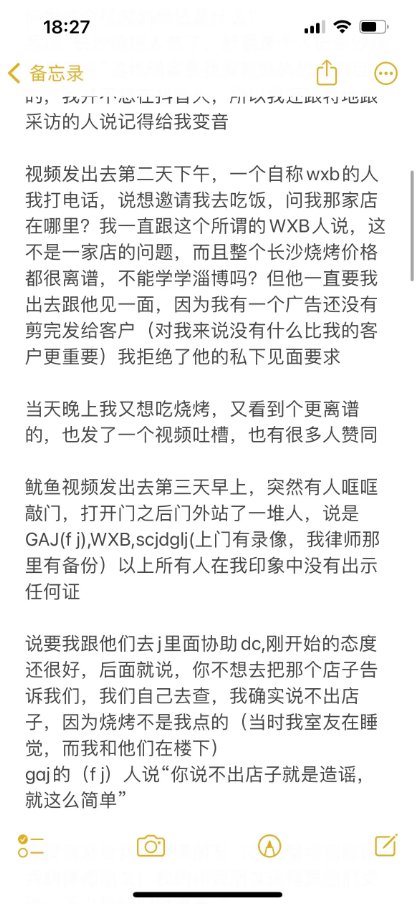 18:27
备忘录
的，我并不想在抖音火，所以我还跟特地跟
采访的人说记得给我变音
视频发出去第二天下午，一个自称wxb的人
我打电话，说想邀请我去吃饭，问我那家店
在哪里？我一直跟这个所谓的WXB人说，这
不是一家店的问题，而且整个长沙烧烤价格
都很离谱，不能学学淄博吗？但他一直要我
出去跟他见一面，因为我有一个广告还没有
剪完发给客户（对我来说没有什么比我的客
户更重要）我拒绝了他的私下见面要求
当天晚上我又想吃烧烤，又看到个更离谱
的，也发了一个视频吐槽，也有很多人赞同
鱿鱼视频发出去第三天早上，突然有人哐哐
敲门，打开门之后门外站了一堆人，说是
GAJ(f j),WXB,scjdglj(上门有录像，我律师那
里有备份）以上所有人在我印象中没有出示
任何证
说要我跟他们去j里面协助dc,刚开始的态度
还很好，后面就说，你不想去把那个店子告
诉我们，我们自己去查，我确实说不出店
子，因为烧烤不是我点的（当时我室友在睡
觉，而我和他们在楼下）
gaj的（f j）人说“你说不出店子就是造谣，
就这么简单”